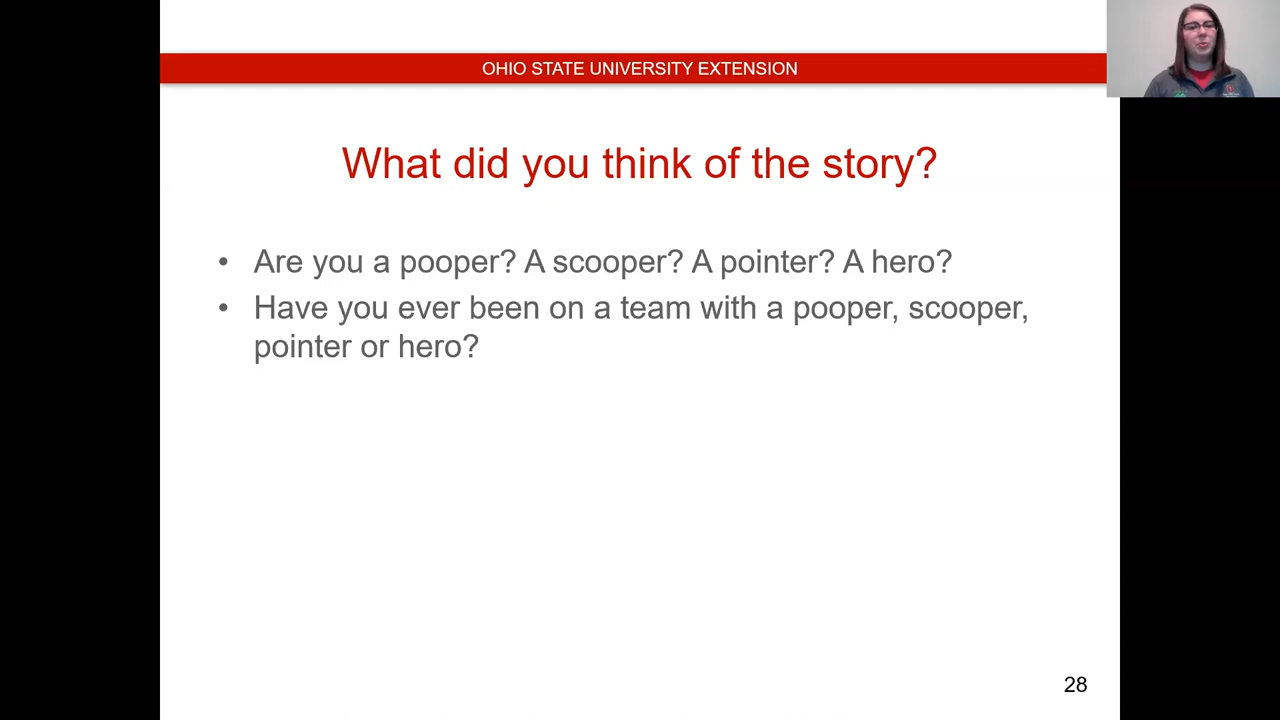 OHIO STATE UNIVERSITY EXTENSION
What did you think of the story?
• Are you a pooper? A scooper? A pointer? A hero?
• Have you ever been on a team with a pooper, scooper,
pointer or hero?
28